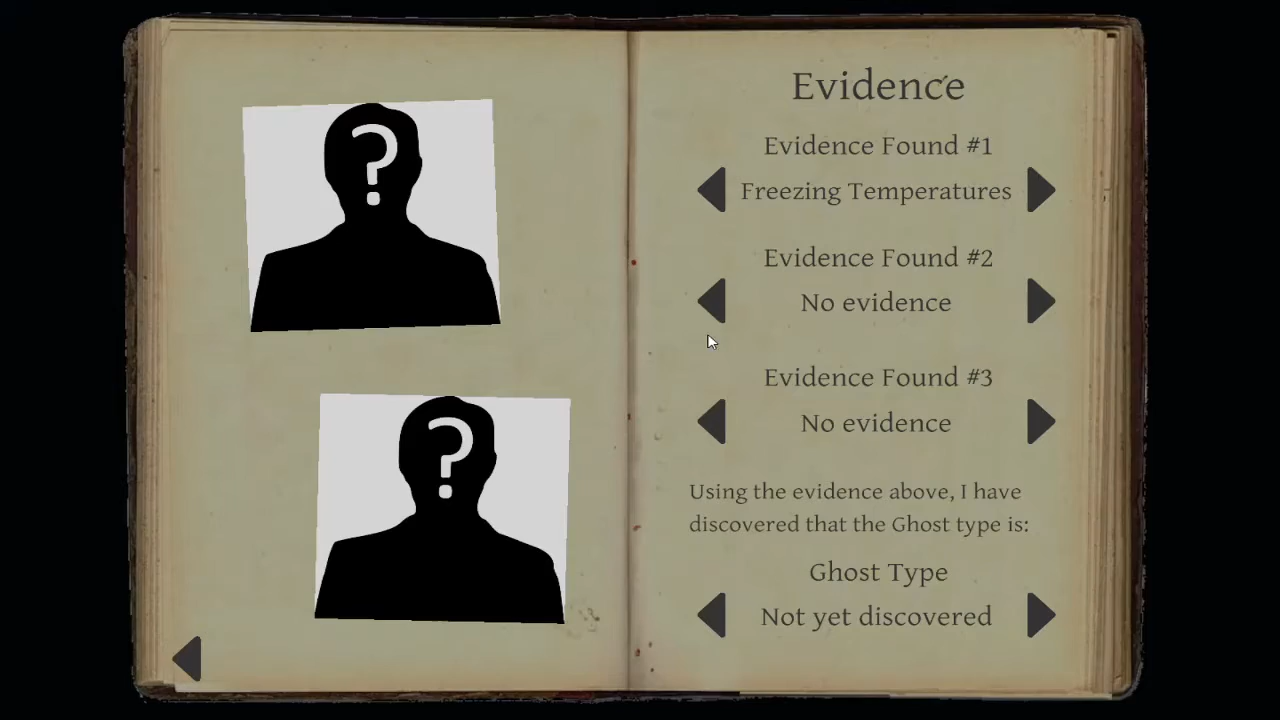 ?
?
Evidence
Evidence Found #1
Freezing Temperatures
Evidence Found #2
No evidence
Evidence Found #3
No evidence
Using the evidence above, I have
discovered that the Ghost type is:
Ghost Type
Not yet discovered